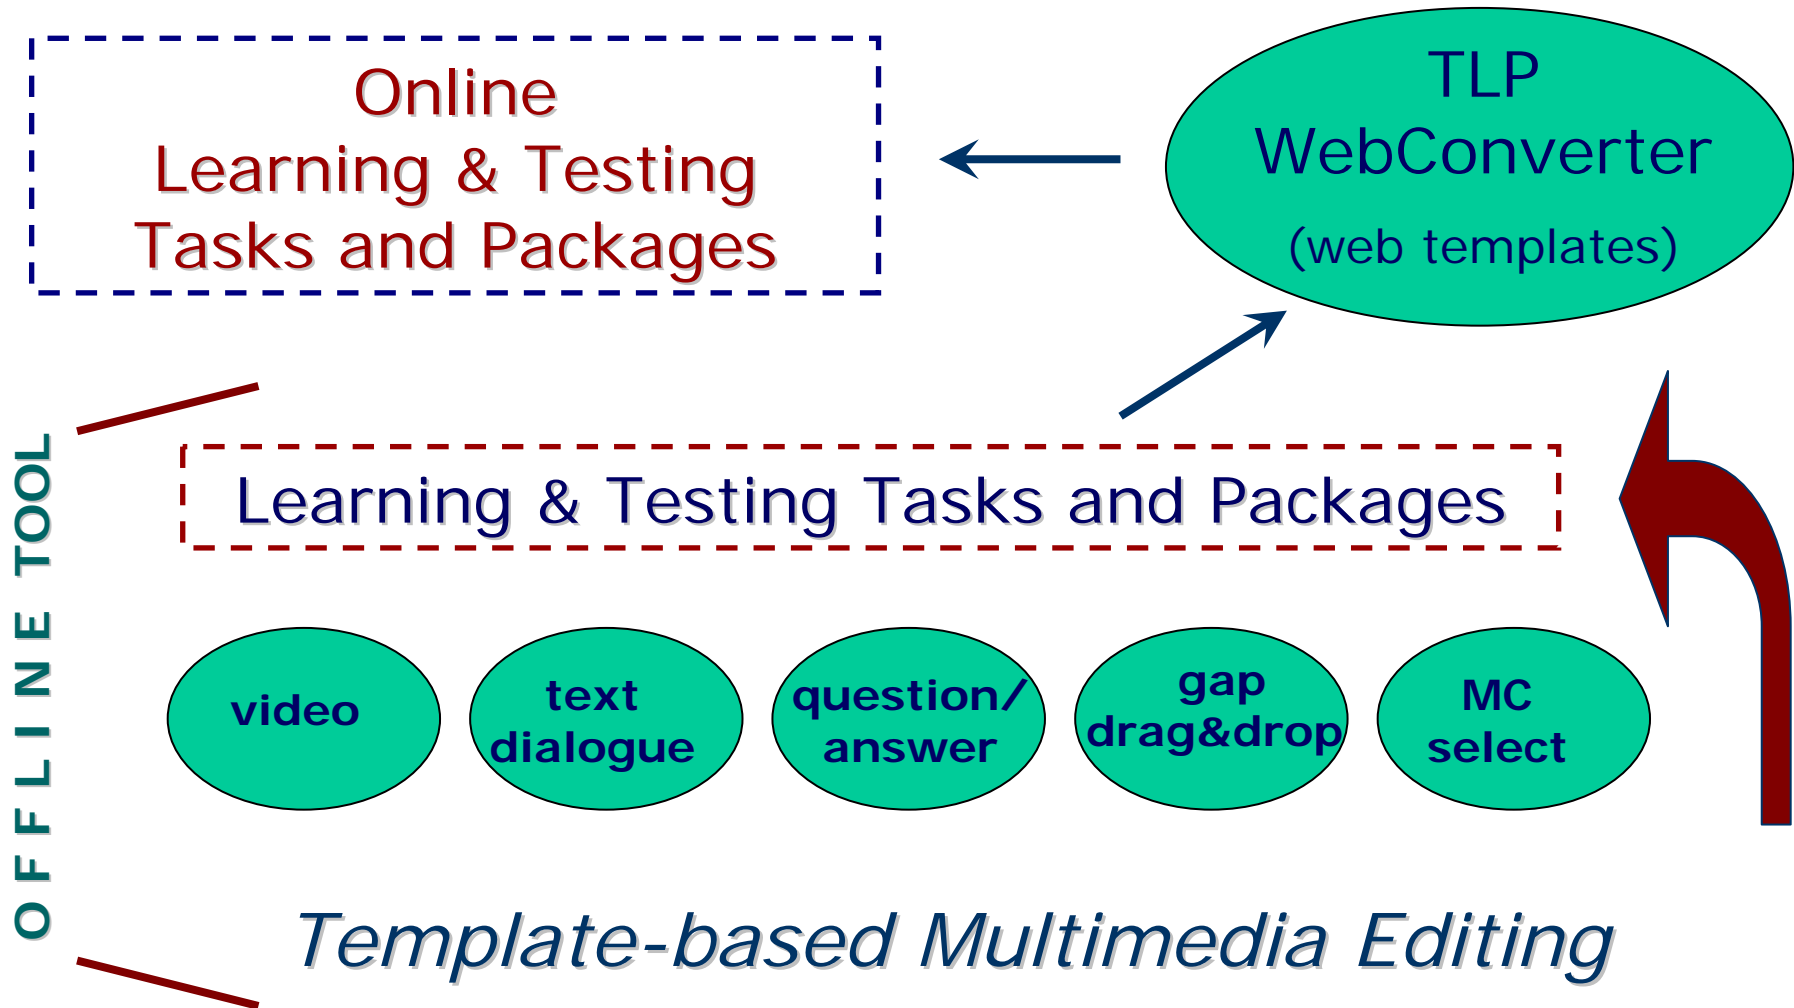 Online
Learning & Testing
Tasks and Packages
TLP
WebConverter
(web templates)
OFFLINE TOOL
Learning & Testing Tasks and Packages
video
text
dialogue
question/
answer
gap
drag&drop
MC
select
Template-based Multimedia Editing